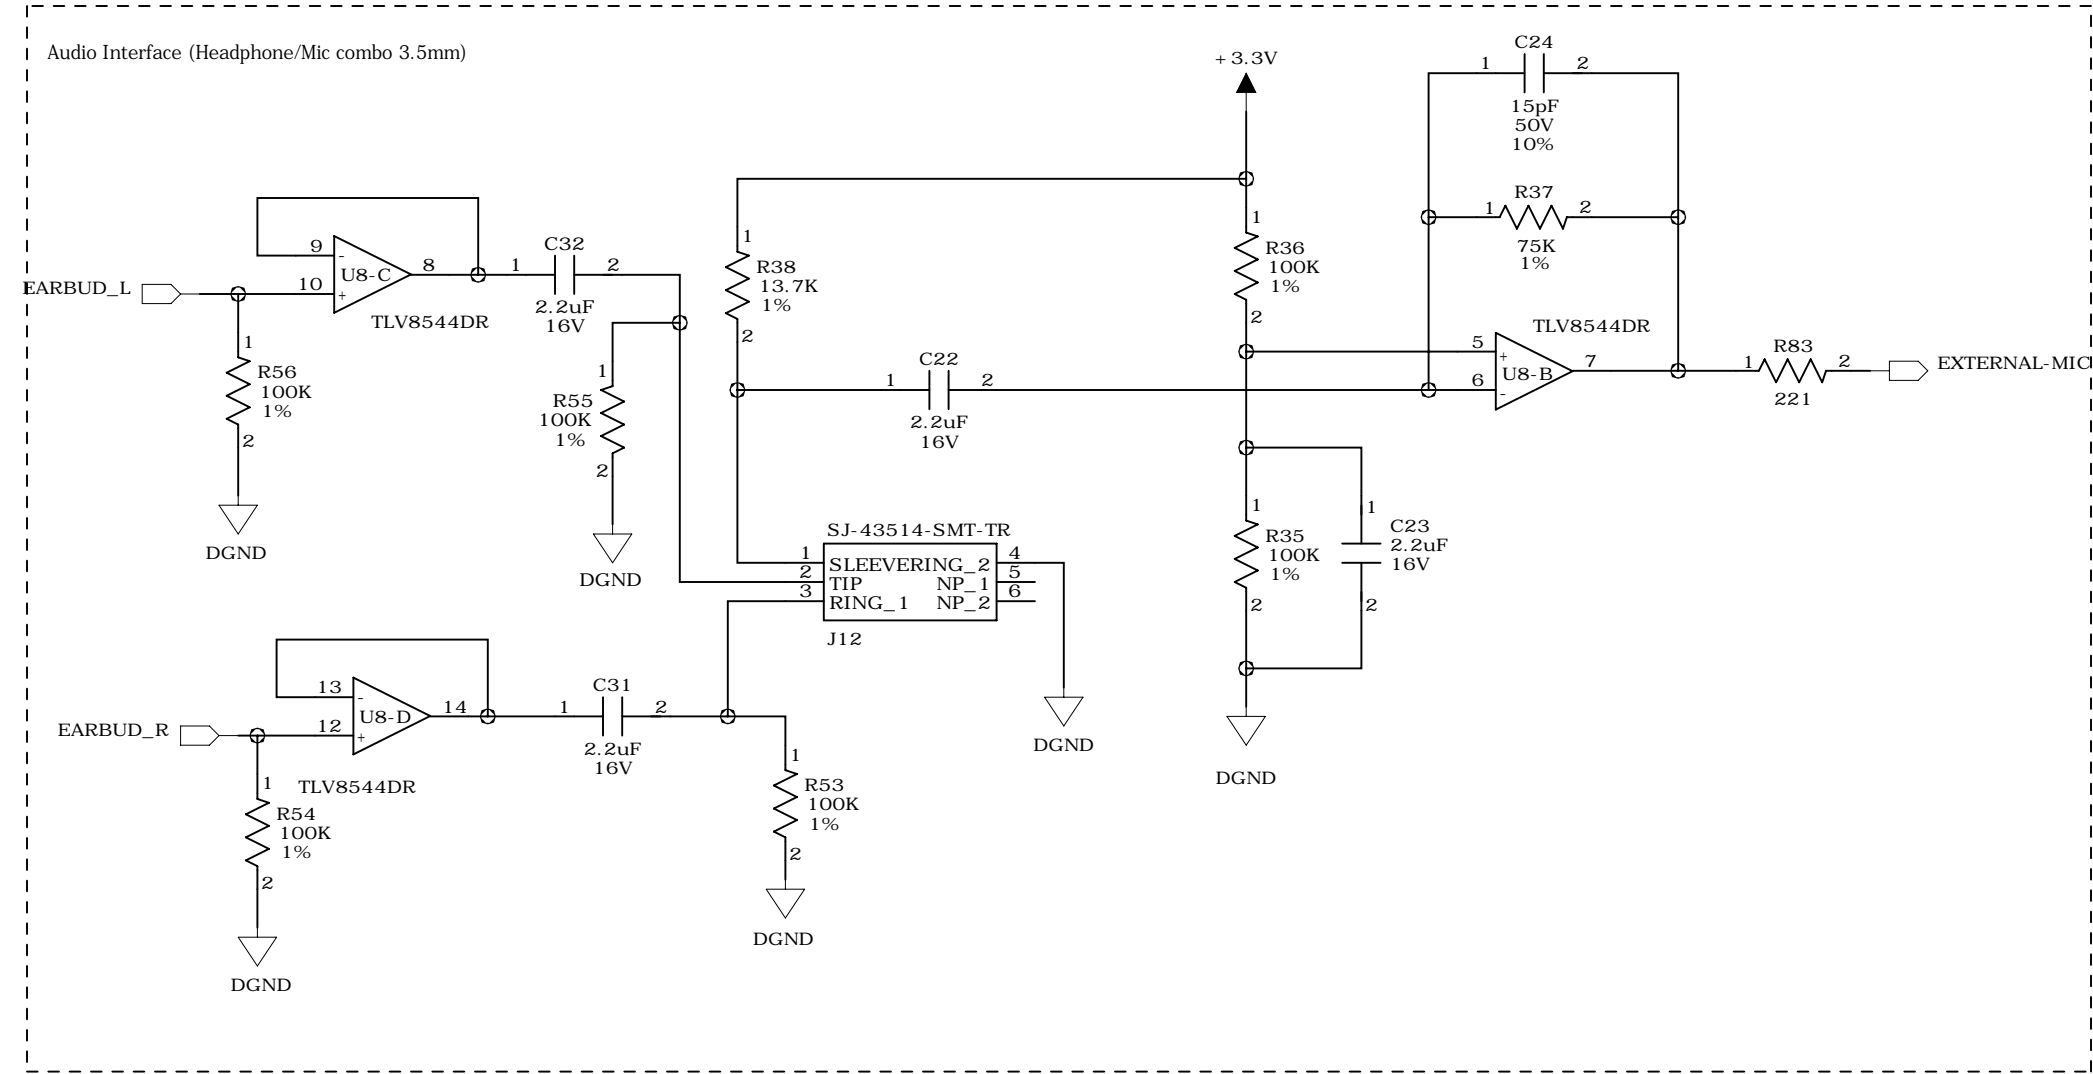 Audio Interface (Headphone/Mic combo 3.5mm)
+3.3V
C24
1
2
15pF
50V
10%
R37
1
2
75K
1%
EARBUD_L
9
-
10
+
U8-C
8
TLV8544DR
1
C32
2
2.2uF
16V
1
R56
100K
1%
2
DGND
1
R55
100K
1%
2
DGND
1
R38
13.7K
1%
2
1
C22
2
2.2uF
16V
1
R36
100K
1%
2
TLV8544DR
5
+
6
-
U8-B
7
1
R83
2
221
EXTERNAL-MIC
SJ-43514-SMT-TR
1
SLEEVERING_2
4
2
TIP
NP_1
5
3
RING_1
NP_2
6
J12
DGND
1
R35
100K
1%
2
1
C23
2.2uF
16V
2
DGND
EARBUD_R
13
-
12
+
U8-D
14
TLV8544DR
1
C31
2
2.2uF
16V
1
R54
100K
1%
2
DGND
1
R53
100K
1%
2
DGND